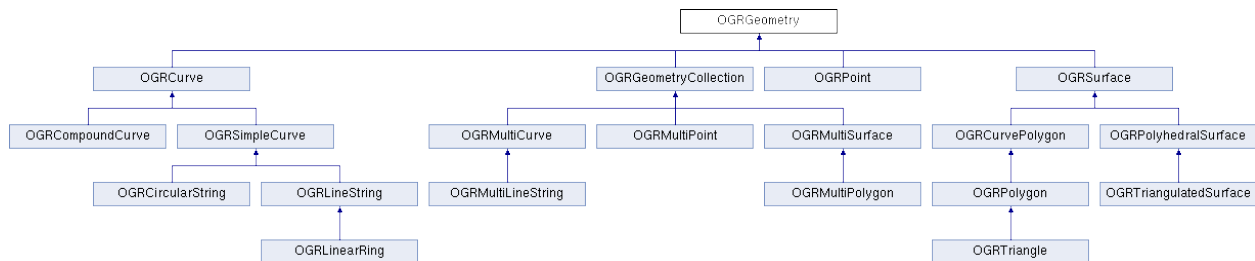 OGRGeometry
OGRCurve
OGRGeometryCollection
OGRPoint
OGRSurface
OGRCompoundCurve
OGRSimpleCurve
OGRMultiCurve
OGRMultiPoint
OGRMultiSurface
OGRCurvePolygon
OGRPolyhedralSurface
OGRCircularString
OGRLineString
OGRMultiLineString
OGRMultiPolygon
OGRPolygon
OGRTriangulatedSurface
OGRLinearRing
OGRTriangle